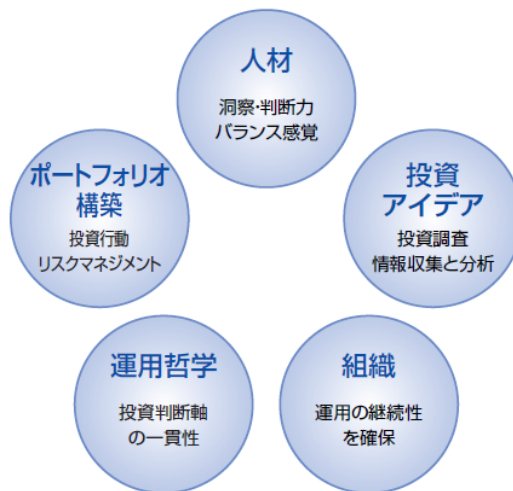 人材
洞察・判断力
バランス感覚
ポートフォリオ
構築
投資行動
リスクマネジメント
投資
アイデア
投資調査
情報収集と分析
運用哲学
投資判断軸
の一貫性
組織
運用の継続性
を確保